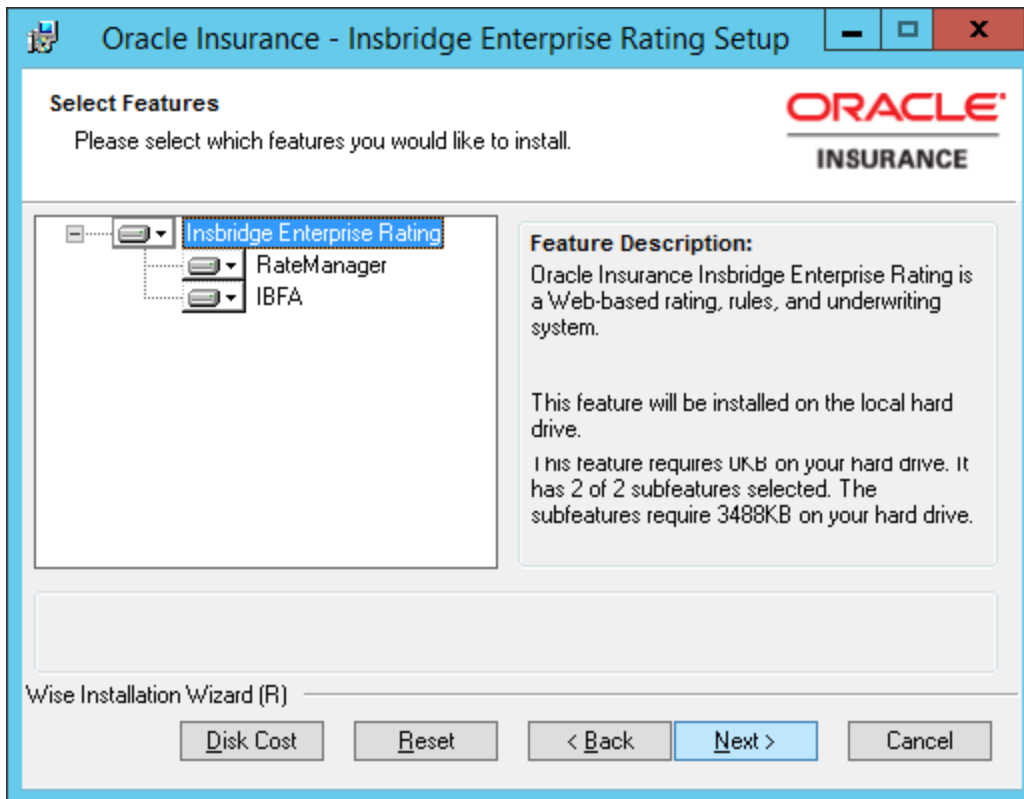 Oracle Insurance - Insbridge Enterprise Rating Setup
Select Features
Please select which features you would like to install.
ORACLE
INSURANCE
Insbridge Enterprise Rating
RateManager
IBFA
Feature Description:
Oracle Insurance Insbridge Enterprise Rating is
a Web-based rating, rules, and underwriting
system.
This feature will be installed on the local hard
drive.
This feature requires 0KB on your hard drive. It
has 2 of 2 subfeatures selected. The
subfeatures require 3488KB on your hard drive.
Wise Installation Wizard (R)
Disk Cost
Reset
< Back
Next >
Cancel